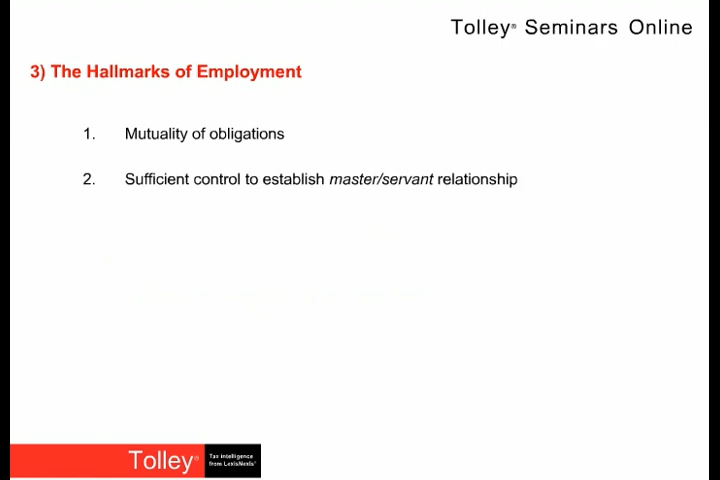 Tolley® Seminars Online
3) The Hallmarks of Employment
1. Mutuality of obligations
2. Sufficient control to establish master/servant relationship
Tolley®
Tax intelligence
from LexisNexis®